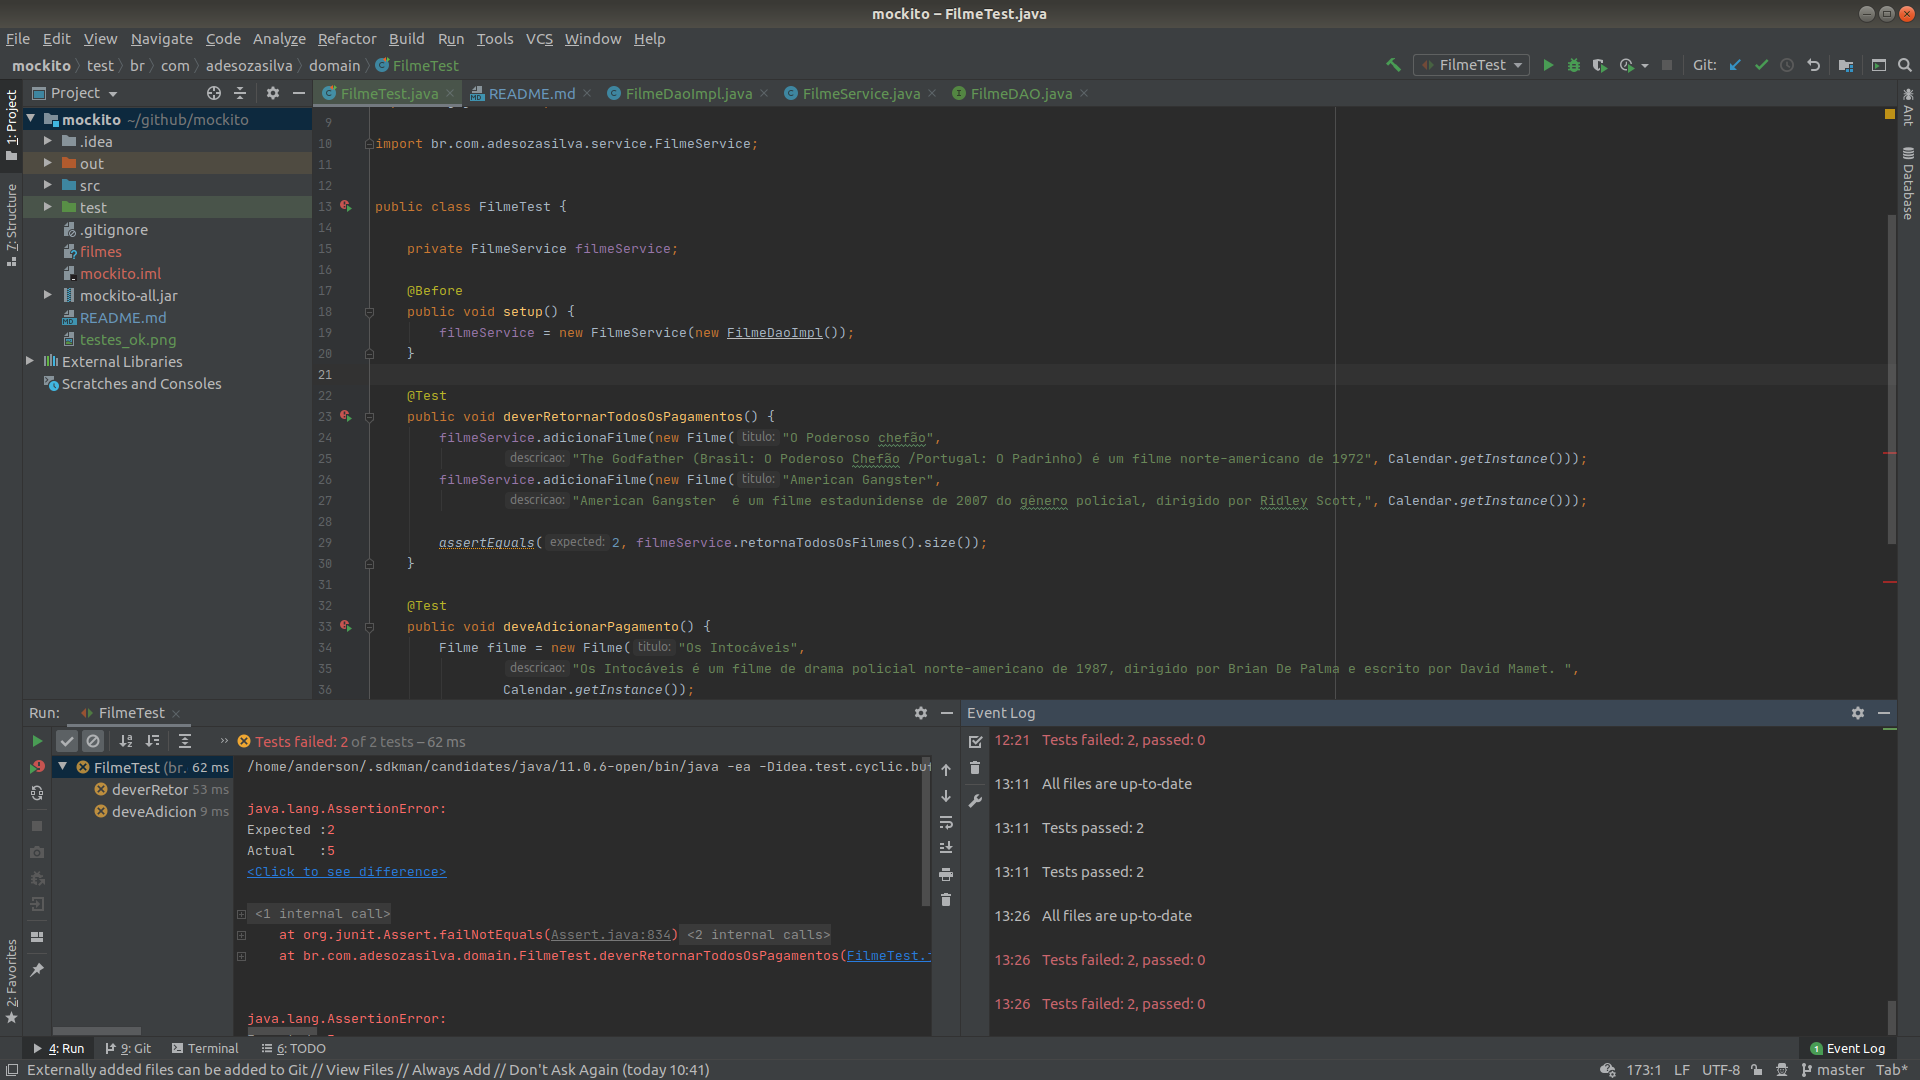 mockito – FilmeTest.java
File Edit View Navigate Code Analyze Refactor Build Run Tools VCS Window Help
mockito test br com adesozasilva domain FilmeTest
FilmeTest
Git:
Project
FilmeTest.java README.md FilmeDaoImpl.java FilmeService.java FilmeDAO.java
1: Project
7: Structure
2: Favorites
Ant
Database
mockito ~/github/mockito
.idea
out
src
test
.gitignore
filmes
mockito.iml
mockito-all.jar
README.md
testes_ok.png
External Libraries
Scratches and Consoles
9
10 import br.com.adesozasilva.service.FilmeService;
11
12
13 public class FilmeTest {
14
15 private FilmeService filmeService;
16
17 @Before
18 public void setup() {
19 filmeService = new FilmeService(new FilmeDaoImpl());
20 }
21
22 @Test
23 public void deverRetornarTodosOsPagamentos() {
24 filmeService.adicionaFilme(new Filme( titulo: "O Poderoso chefão",
25 descricao: "The Godfather (Brasil: O Poderoso Chefão /Portugal: O Padrinho) é um filme norte-americano de 1972", Calendar.getInstance()));
26 filmeService.adicionaFilme(new Filme( titulo: "American Gangster",
27 descricao: "American Gangster  é um filme estadunidense de 2007 do gênero policial, dirigido por Ridley Scott,", Calendar.getInstance()));
28
29 assertEquals( expected: 2, filmeService.retornaTodosOsFilmes().size());
30 }
31
32 @Test
33 public void deveAdicionarPagamento() {
34 Filme filme = new Filme( titulo: "Os Intocáveis",
35 descricao: "Os Intocáveis é um filme de drama policial norte-americano de 1987, dirigido por Brian De Palma e escrito por David Mamet. ",
36 Calendar.getInstance());
Run: FilmeTest
Tests failed: 2 of 2 tests – 62 ms
FilmeTest (br. 62 ms
deverRetor 53 ms
deveAdicion 9 ms
/home/anderson/.sdkman/candidates/java/11.0.6-open/bin/java -ea -Didea.test.cyclic.buf
java.lang.AssertionError:
Expected :2
Actual   :5
<Click to see difference>
<1 internal call>
at org.junit.Assert.failNotEquals(Assert.java:834) <2 internal calls>
at br.com.adesozasilva.domain.FilmeTest.deverRetornarTodosOsPagamentos(FilmeTest.
java.lang.AssertionError:
Event Log
12:21 Tests failed: 2, passed: 0
13:11 All files are up-to-date
13:11 Tests passed: 2
13:11 Tests passed: 2
13:26 All files are up-to-date
13:26 Tests failed: 2, passed: 0
13:26 Tests failed: 2, passed: 0
4: Run 9: Git Terminal 6: TODO
1 Event Log
Externally added files can be added to Git // View Files // Always Add // Don't Ask Again (today 10:41)
173:1 LF UTF-8 master Tab*